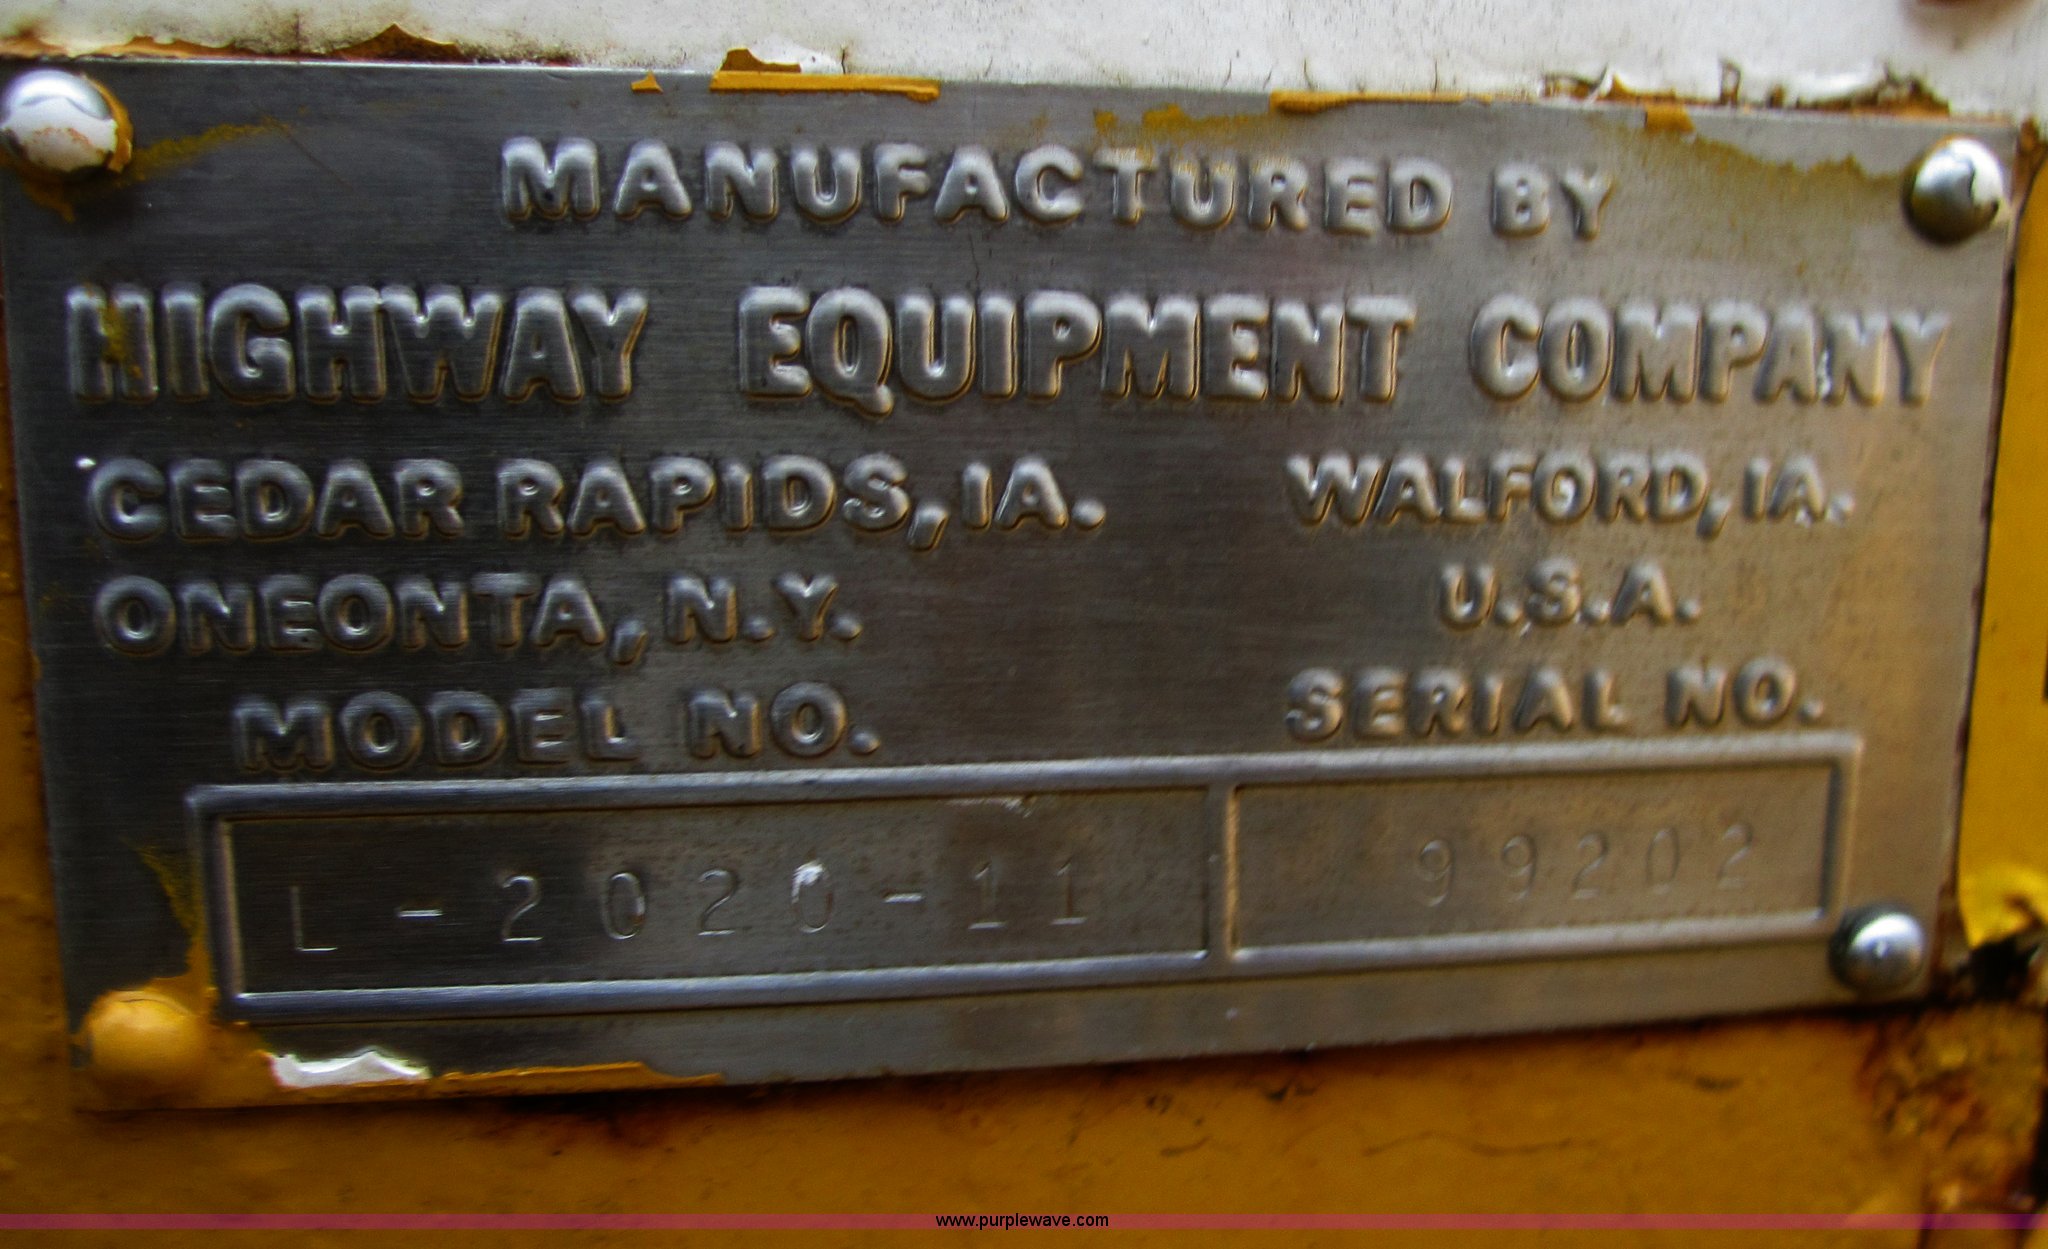 MANUFACTURED BY
HIGHWAY EQUIPMENT COMPANY
CEDAR RAPIDS, IA. WALFORD, IA.
ONEONTA, N.Y. U.S.A.
MODEL NO. SERIAL NO.
L-2020-11 99202
www.purplewave.com